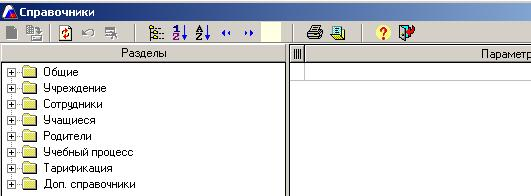 Справочники
Разделы
Параметр
Общие
Учреждение
Сотрудники
Учащиеся
Родители
Учебный процесс
Тарификация
Доп. справочники